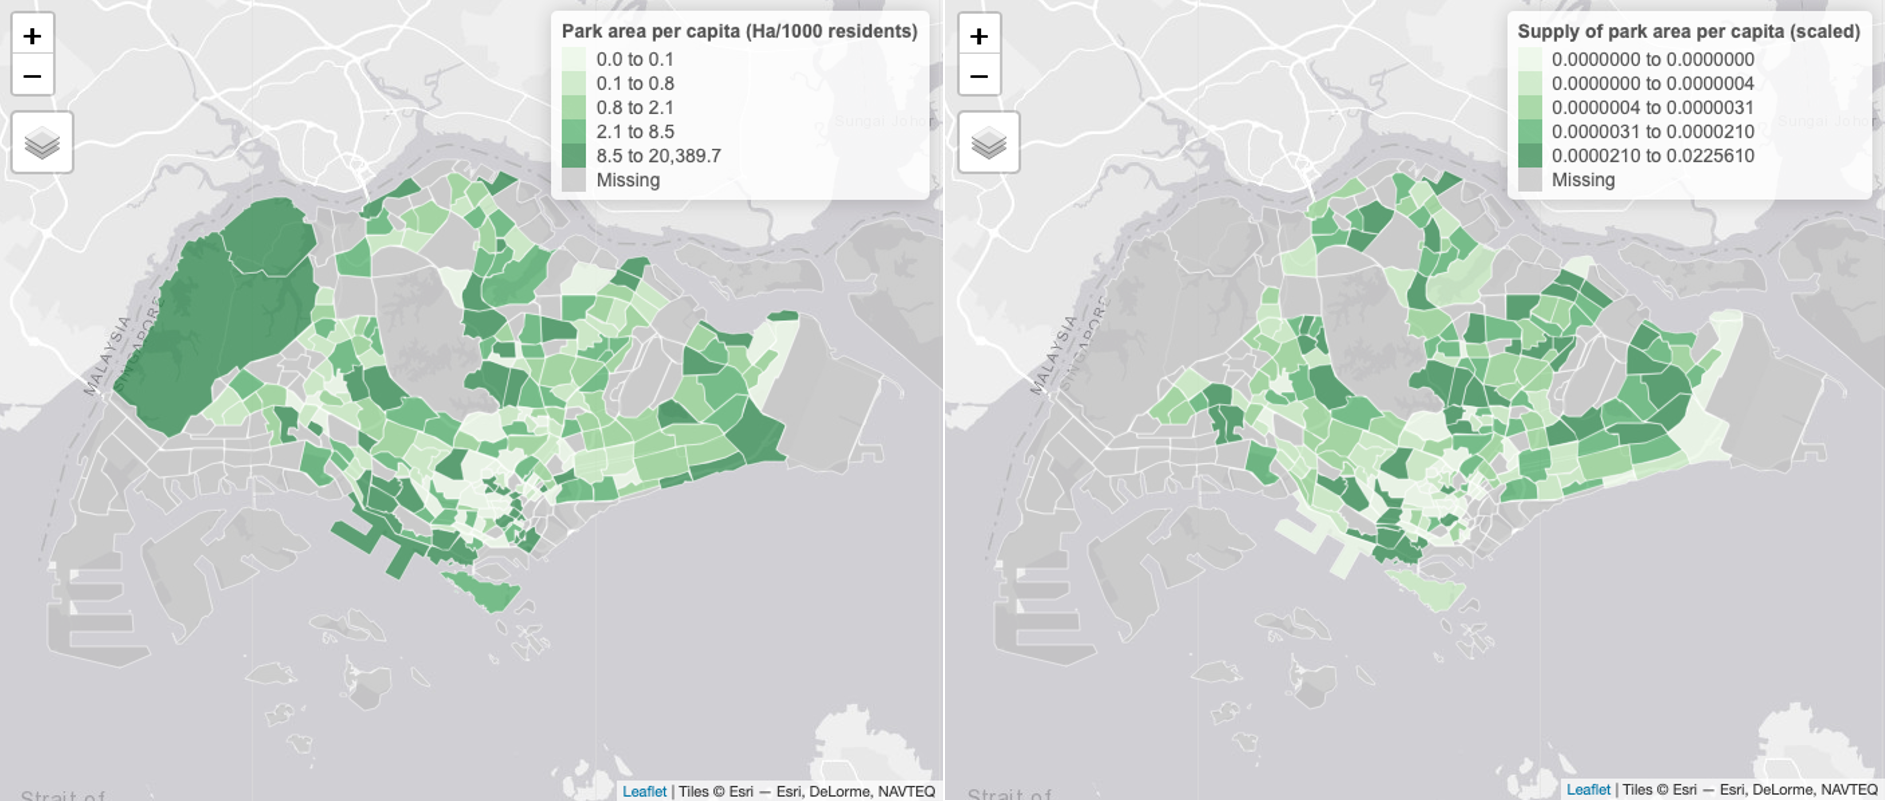 +
−
Park area per capita (Ha/1000 residents)
0.0 to 0.1
0.1 to 0.8
0.8 to 2.1
2.1 to 8.5
8.5 to 20,389.7
Missing
Sungai Johor
MALAYSIA
SINGAPORE
Strait of
Leaflet | Tiles © Esri — Esri, DeLorme, NAVTEQ
+
−
Supply of park area per capita (scaled)
0.0000000 to 0.0000000
0.0000000 to 0.0000004
0.0000004 to 0.0000031
0.0000031 to 0.0000210
0.0000210 to 0.0225610
Missing
Sungai Johor
MALAYSIA
SINGAPORE
Strait of
Leaflet | Tiles © Esri — Esri, DeLorme, NAVTEQ